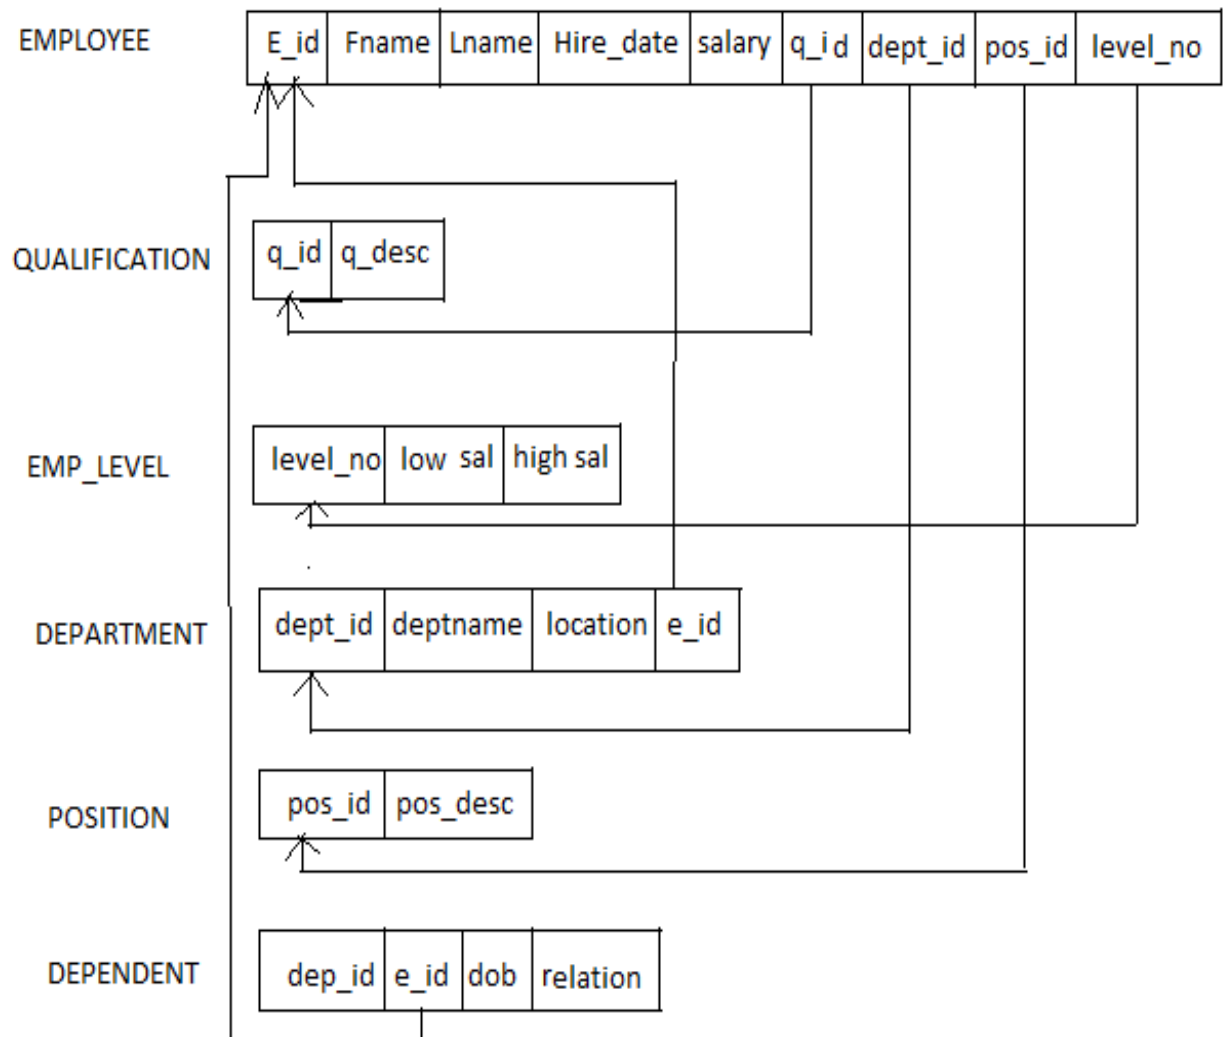 EMPLOYEE E_id Fname Lname Hire_date salary q_id dept_id pos_id level_no
QUALIFICATION q_id q_desc
EMP_LEVEL level_no low sal high sal
DEPARTMENT dept_id deptname location e_id
POSITION pos_id pos_desc
DEPENDENT dep_id e_id dob relation